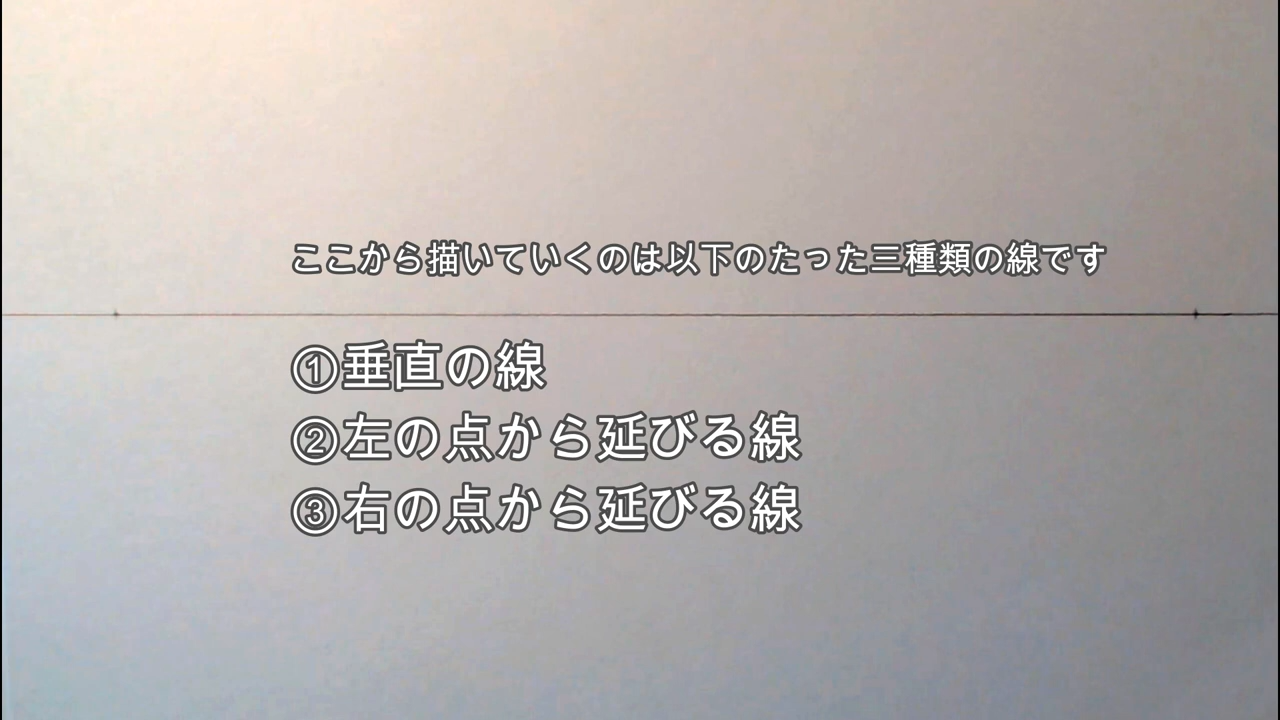 ここから描いていくのは以下のたった三種類の線です
①垂直の線
②左の点から延びる線
③右の点から延びる線